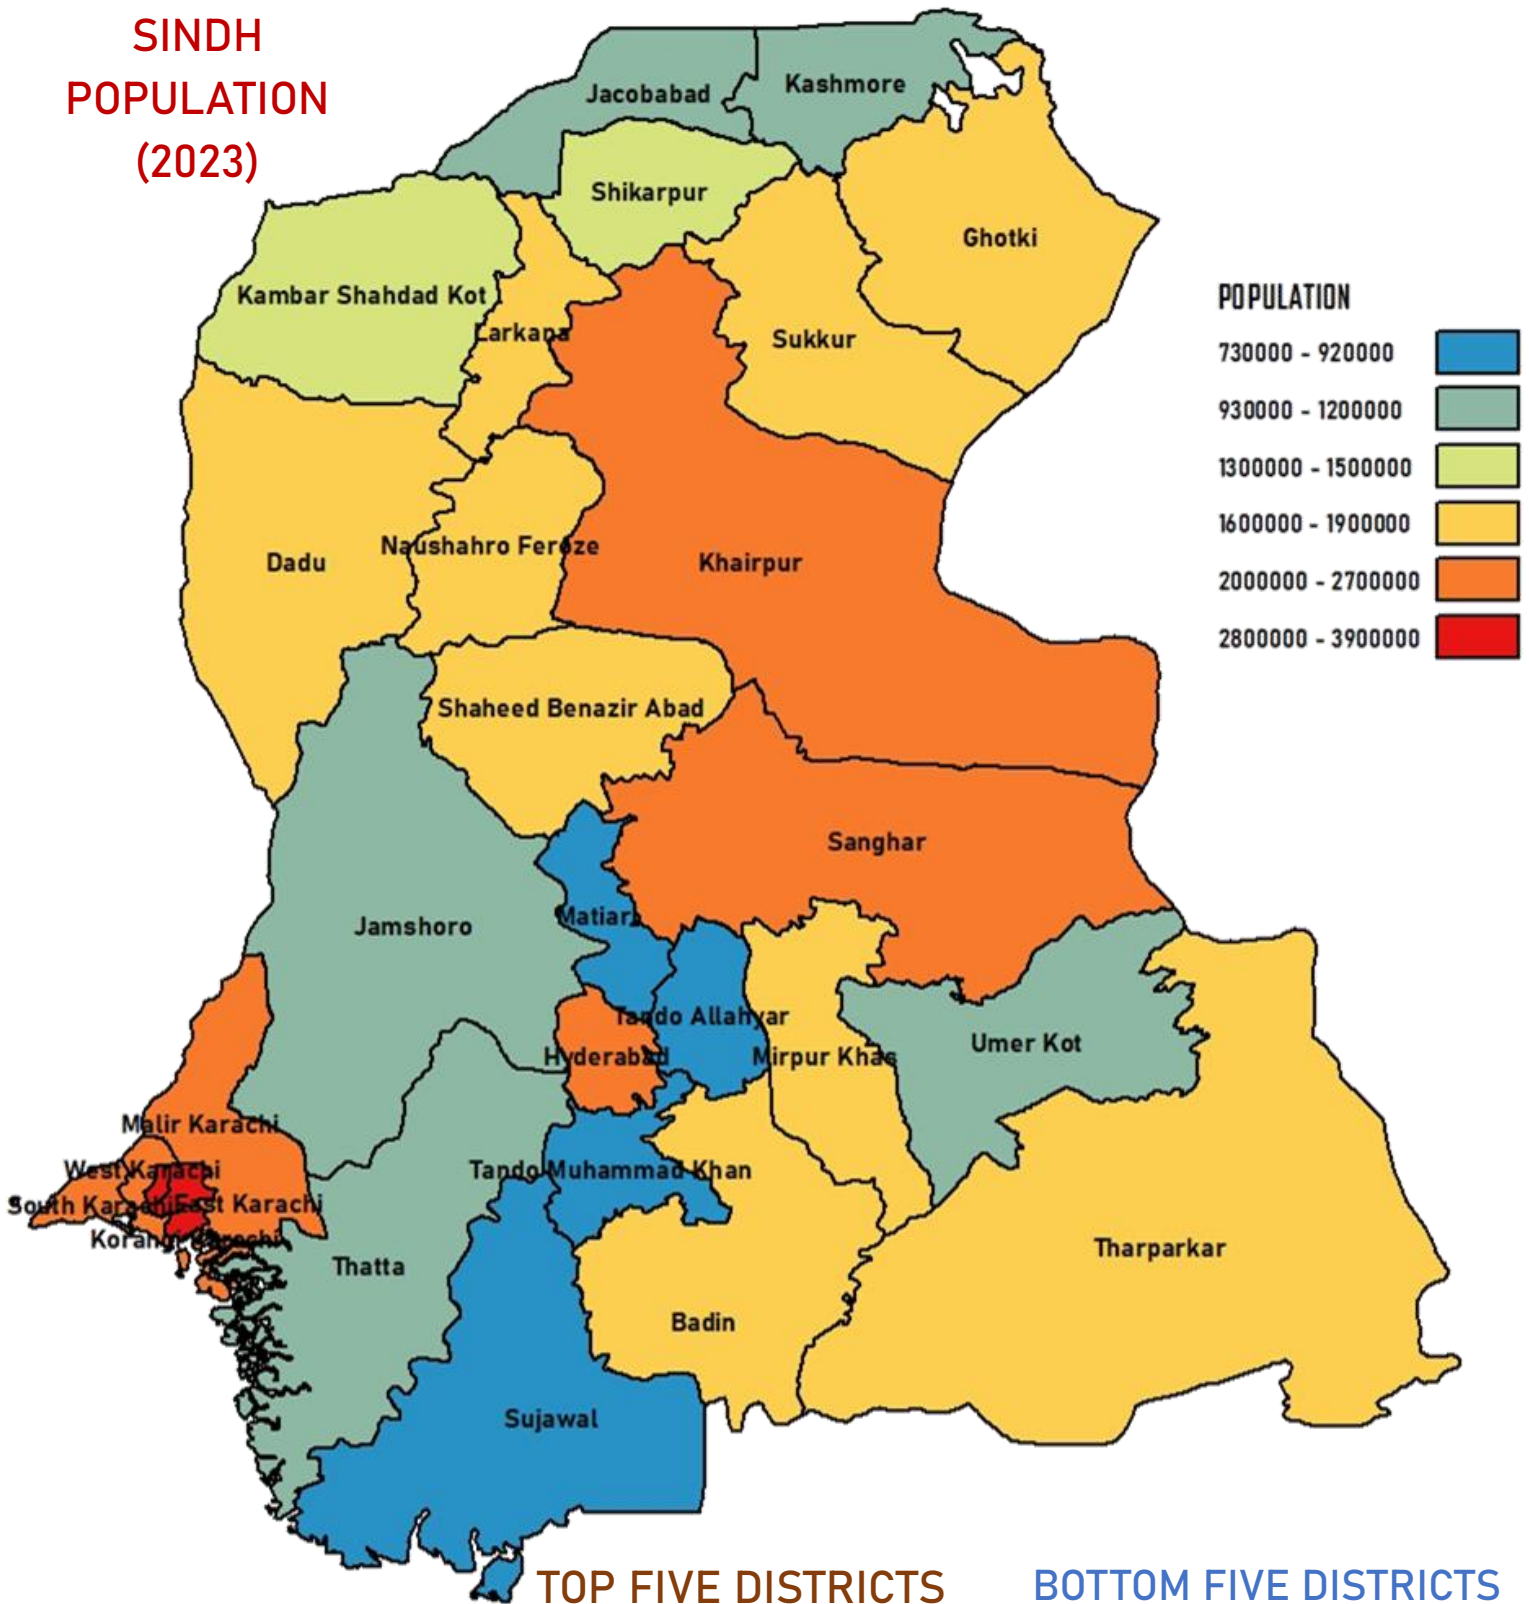 SINDH
POPULATION
(2023)
Jacobabad
Kashmore
Shikarpur
Ghotki
Kambar Shahdad Kot
Larkana
Sukkur
POPULATION
730000 - 920000
930000 - 1200000
1300000 - 1500000
1600000 - 1900000
2000000 - 2700000
2800000 - 3900000
Dadu
Naushahro Feroze
Khairpur
Shaheed Benazir Abad
Sanghar
Jamshoro
Matiari
Tando Allahyar
Hyderabad
Mirpur Khas
Umer Kot
Malir Karachi
West Karachi
South Karachi
East Karachi
Korangi Karachi
Tando Muhammad Khan
Thatta
Tharparkar
Badin
Sujawal
TOP FIVE DISTRICTS
BOTTOM FIVE DISTRICTS